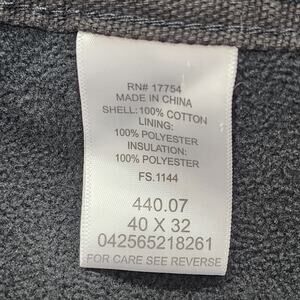 RN# 17754
MADE IN CHINA
SHELL: 100% COTTON
LINING:
100% POLYESTER
INSULATION:
100% POLYESTER
FS.1144
440.07
40 X 32
042565218261
FOR CARE SEE REVERSE